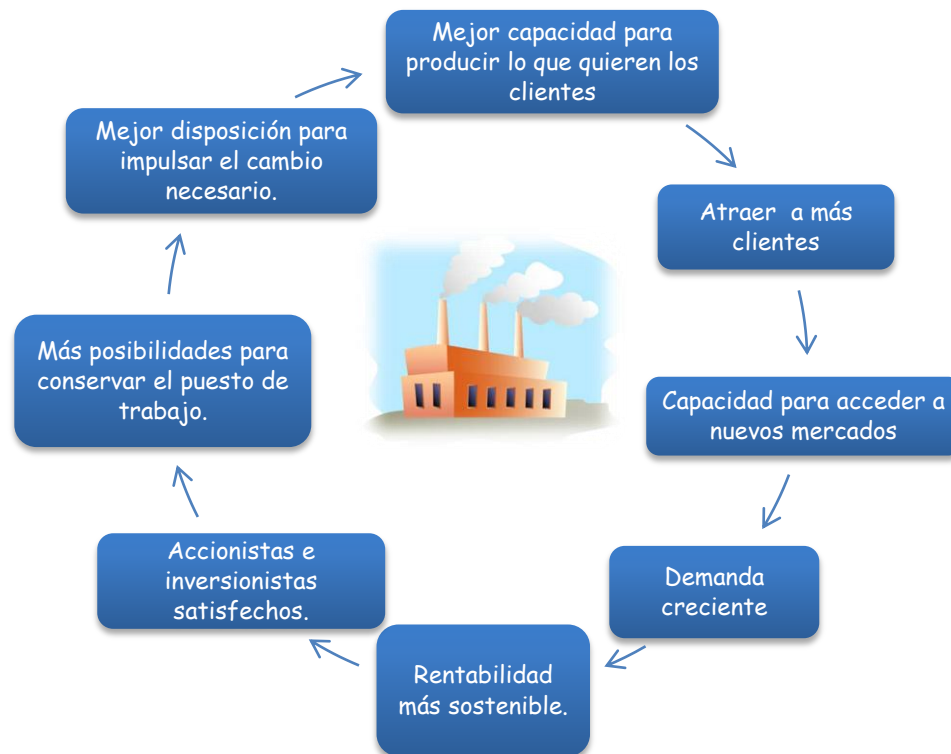 Mejor capacidad para
producir lo que quieren los
clientes
Atraer a más
clientes
Capacidad para acceder a
nuevos mercados
Demanda
creciente
Rentabilidad
más sostenible.
Accionistas e
inversionistas
satisfechos.
Más posibilidades para
conservar el puesto de
trabajo.
Mejor disposición para
impulsar el cambio
necesario.